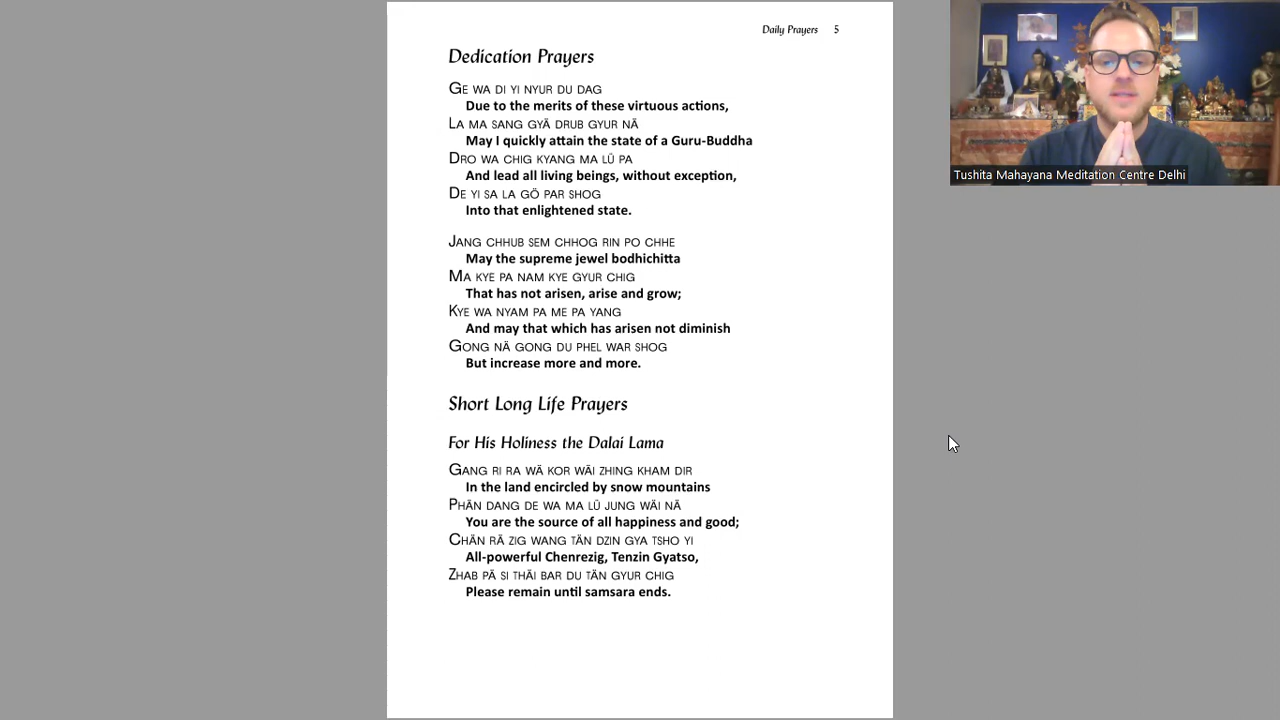 Daily Prayers 5
Dedication Prayers
GE WA DI YI NYUR DU DAG
Due to the merits of these virtuous actions,
LA MA SANG GYÄ DRUB GYUR NÄ
May I quickly attain the state of a Guru-Buddha
DRO WA CHIG KYANG MA LÜ PA
And lead all living beings, without exception,
DE YI SA LA GÖ PAR SHOG
Into that enlightened state.
JANG CHHUB SEM CHHOG RIN PO CHHE
May the supreme jewel bodhichitta
MA KYE PA NAM KYE GYUR CHIG
That has not arisen, arise and grow;
KYE WA NYAM PA ME PA YANG
And may that which has arisen not diminish
GONG NÄ GONG DU PHEL WAR SHOG
But increase more and more.
Short Long Life Prayers
For His Holiness the Dalai Lama
GANG RI RA WÄ KOR WÄI ZHING KHAM DIR
In the land encircled by snow mountains
PHÄN DANG DE WA MA LÜ JUNG WÄI NÄ
You are the source of all happiness and good;
CHÄN RÄ ZIG WANG TÄN DZIN GYA TSHO YI
All-powerful Chenrezig, Tenzin Gyatso,
ZHAB PÄ SI THÄI BAR DU TÄN GYUR CHIG
Please remain until samsara ends.
Tushita Mahayana Meditation Centre Delhi